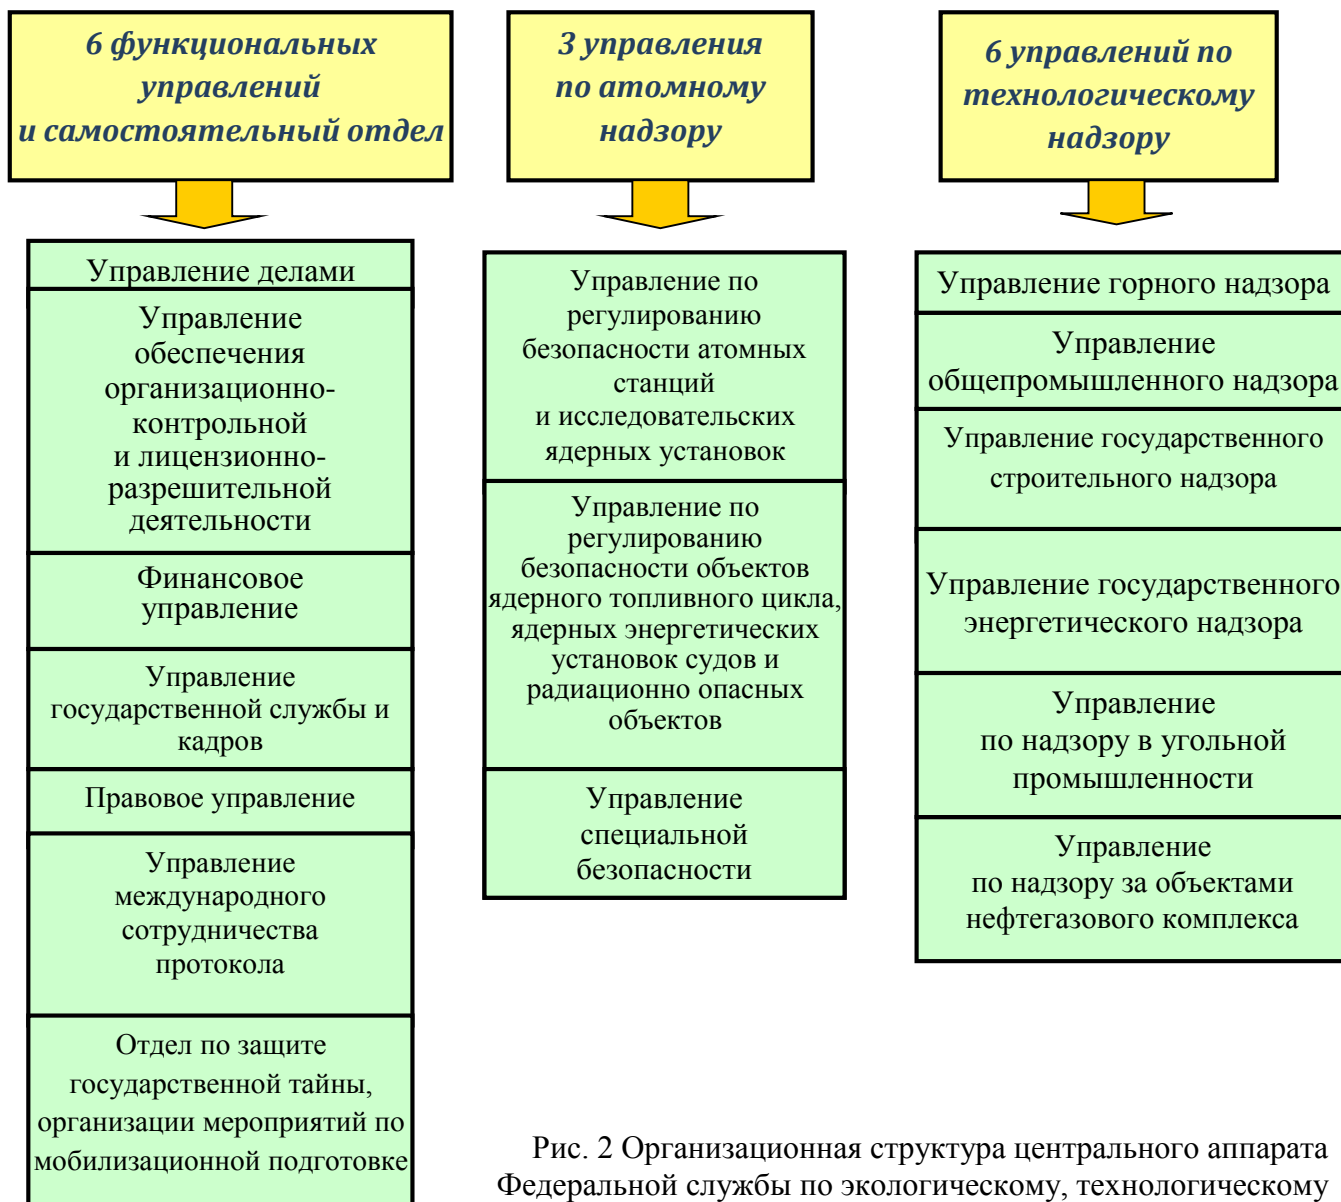 6 функциональных
управлений
и самостоятельный отдел
Управление делами
Управление
обеспечения
организационно-
контрольной
и лицензионно-
разрешительной
деятельности
Финансовое
управление
Управление
государственной службы и
кадров
Правовое управление
Управление
международного
сотрудничества
протокола
Отдел по защите
государственной тайны,
организации мероприятий по
мобилизационной подготовке
3 управления
по атомному
надзору
Управление по
регулированию
безопасности атомных
станций
и исследовательских
ядерных установок
Управление по
регулированию
безопасности объектов
ядерного топливного цикла,
ядерных энергетических
установок судов и
радиационно опасных
объектов
Управление
специальной
безопасности
6 управлений по
технологическому
надзору
Управление горного надзора
Управление
общепромышленного надзора
Управление государственного
строительного надзора
Управление государственного
энергетического надзора
Управление
по надзору в угольной
промышленности
Управление
по надзору за объектами
нефтегазового комплекса
Рис. 2 Организационная структура центрального аппарата
Федеральной службы по экологическому, технологическому